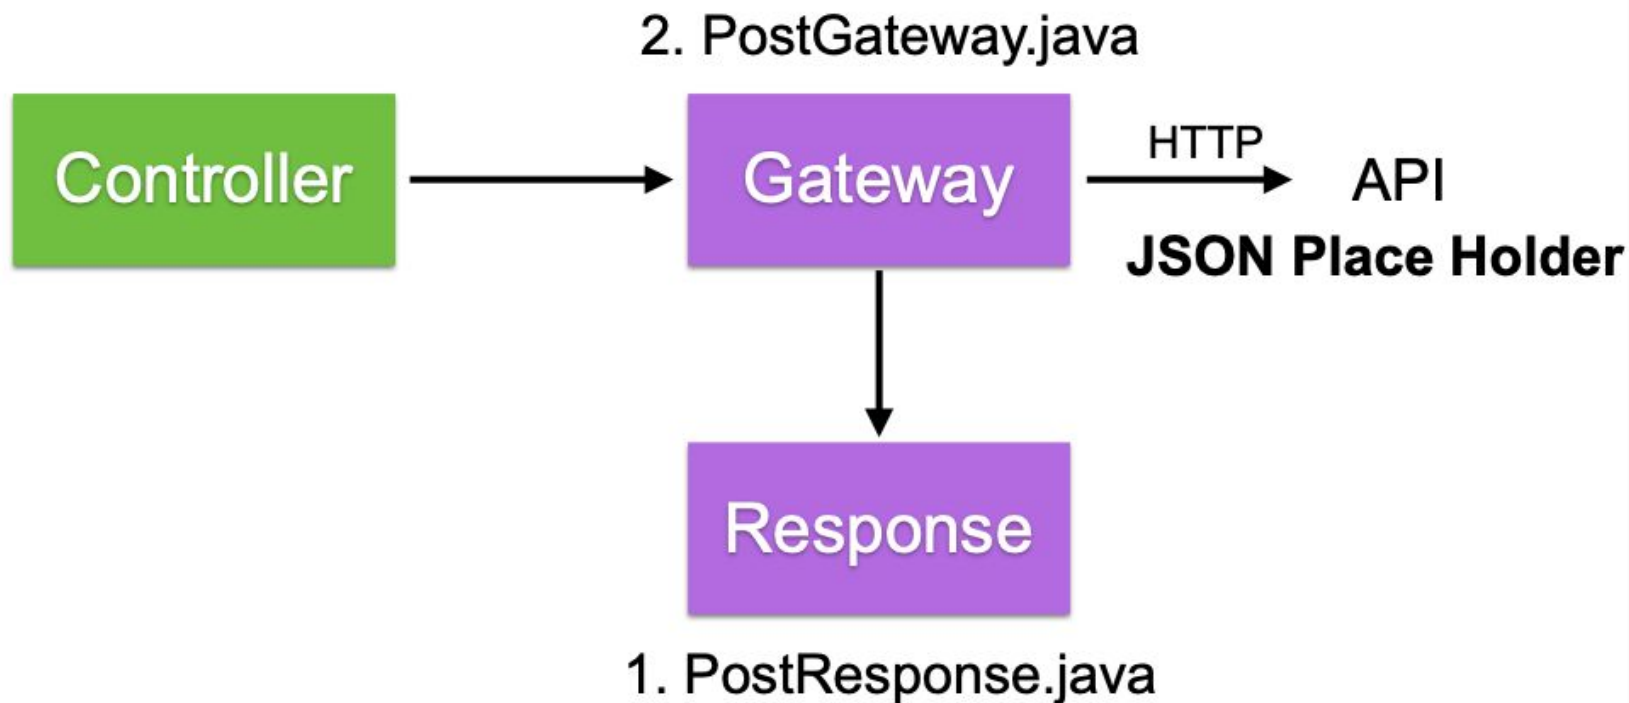 2. PostGateway.java
Controller
Gateway
HTTP
API
JSON Place Holder
Response
1. PostResponse.java